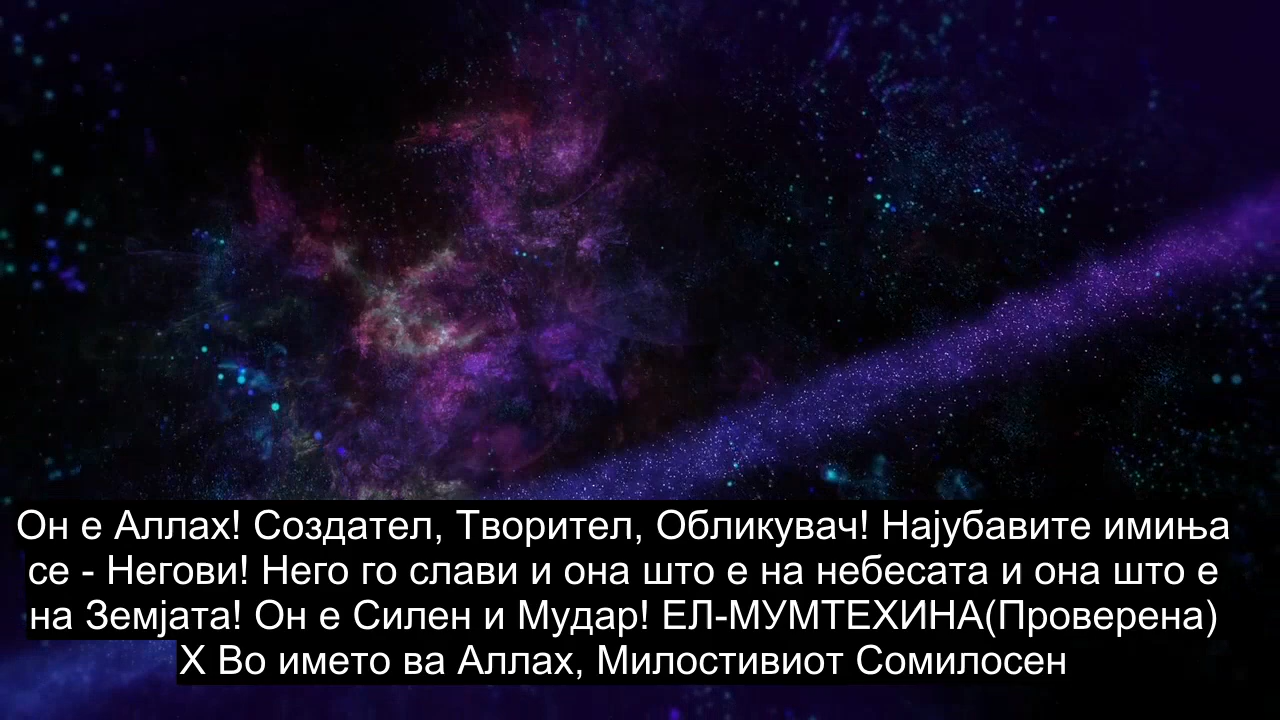 Он е Аллах! Создател, Творител, Обликувач! Најубавите имиња
се - Негови! Него го слави и она што е на небесата и она што е
на Земјата! Он е Силен и Мудар! ЕЛ-МУМТЕХИНА(Проверена)
Х Во името ва Аллах, Милостивиот Сомилосен